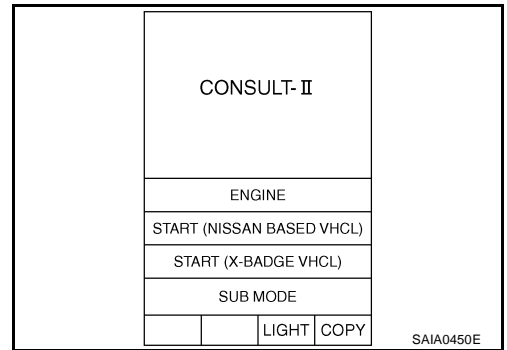 CONSULT-II
ENGINE
START (NISSAN BASED VHCL)
START (X-BADGE VHCL)
SUB MODE
LIGHT COPY
SAIA0450E